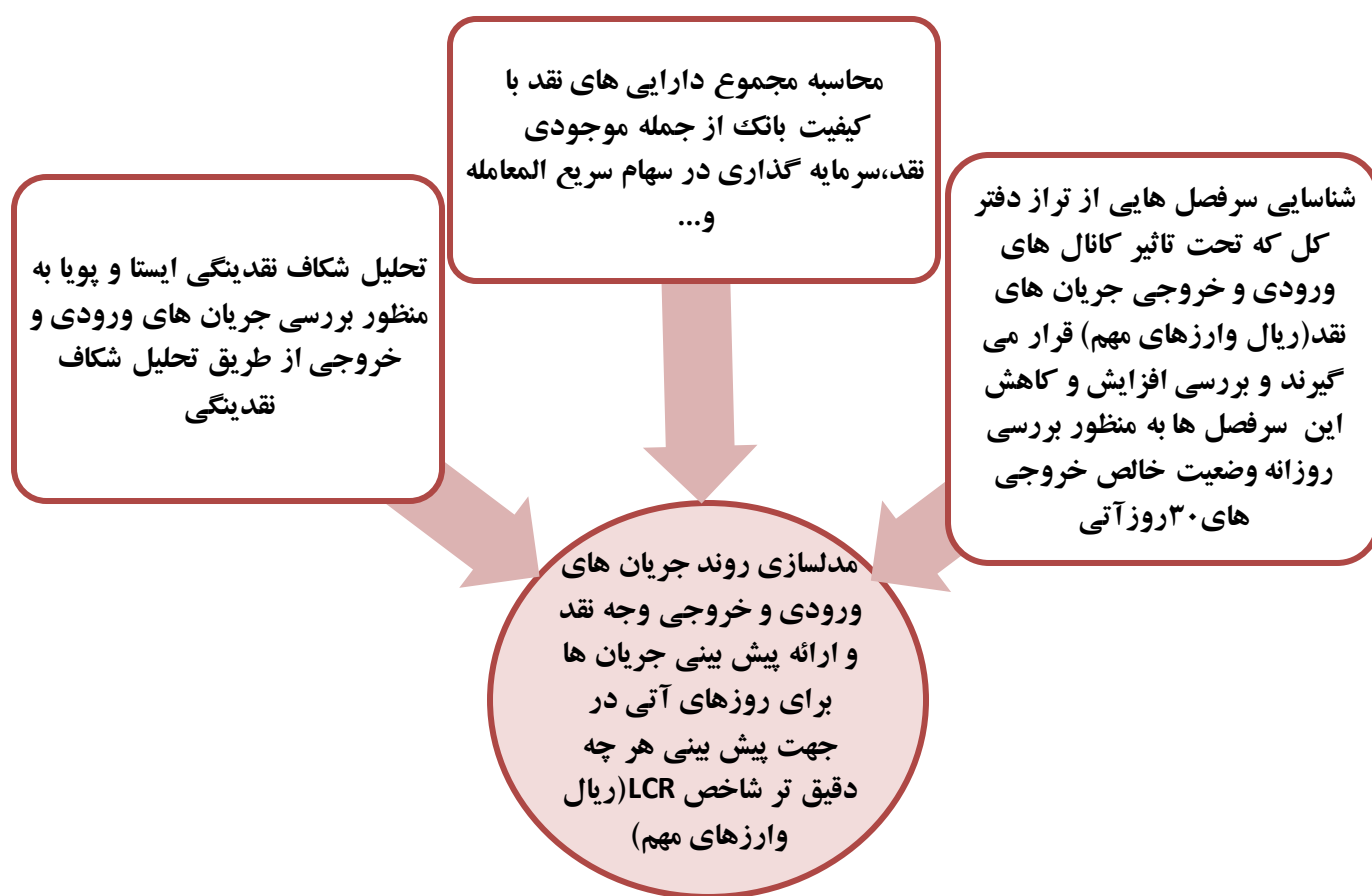 محاسبه مجموع دارایی های نقد با
کیفیت بانک از جمله موجودی
نقد،سرمایه گذاری در سهام سریع المعامله
و...
شناسایی سرفصل هایی از تراز دفتر
کل که تحت تاثیر کانال های
ورودی و خروجی جریان های
نقد(ریال وارزهای مهم) قرار می
گیرند و بررسی افزایش و کاهش
این سرفصل ها به منظور بررسی
روزانه وضعیت خالص خروجی
های۳۰روزآتی
تحلیل شکاف نقدینگی ایستا و پویا به
منظور بررسی جریان های ورودی و
خروجی از طریق تحلیل شکاف
نقدینگی
مدلسازی روند جریان های
ورودی و خروجی وجه نقد
و ارائه پیش بینی جریان ها
برای روزهای آتی در
جهت پیش بینی هر چه
دقیق تر شاخص LCR(ریال
وارزهای مهم)